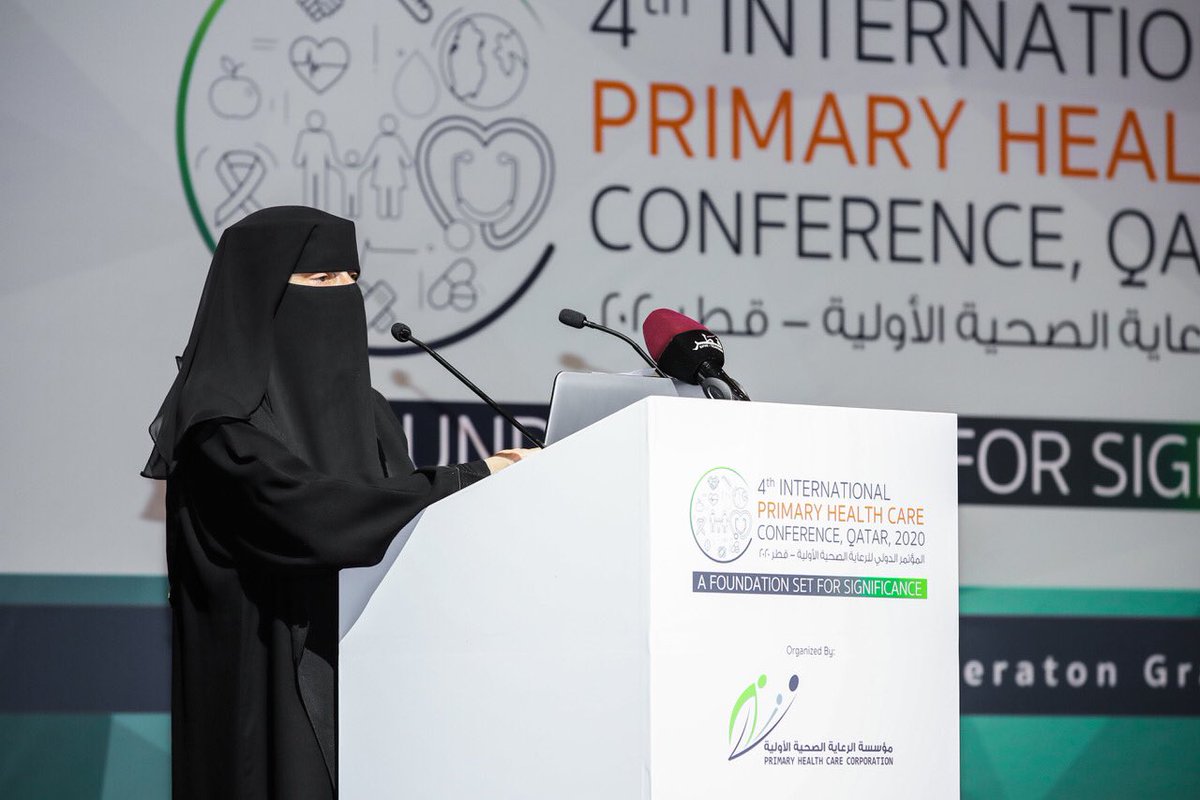 4th INTERNATIO
PRIMARY HEAL
CONFERENCE, QA
عاية الصحية الأولية – قطر ٢٠٢٠
UND
FOR SIG
eraton Gr
قطر
4th INTERNATIONAL
PRIMARY HEALTH CARE
CONFERENCE, QATAR, 2020
المؤتمر الدولي للرعاية الصحية الأولية – قطر ٢٠٢٠
A FOUNDATION SET FOR SIGNIFICANCE
Organized By:
مؤسسة الرعاية الصحية الأولية
PRIMARY HEALTH CARE CORPORATION